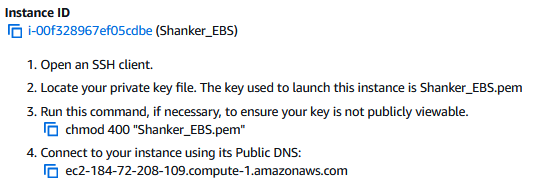 Instance ID
i-00f328967ef05cdbe (Shanker_EBS)
1. Open an SSH client.
2. Locate your private key file. The key used to launch this instance is Shanker_EBS.pem
3. Run this command, if necessary, to ensure your key is not publicly viewable.
chmod 400 "Shanker_EBS.pem"
4. Connect to your instance using its Public DNS:
ec2-184-72-208-109.compute-1.amazonaws.com